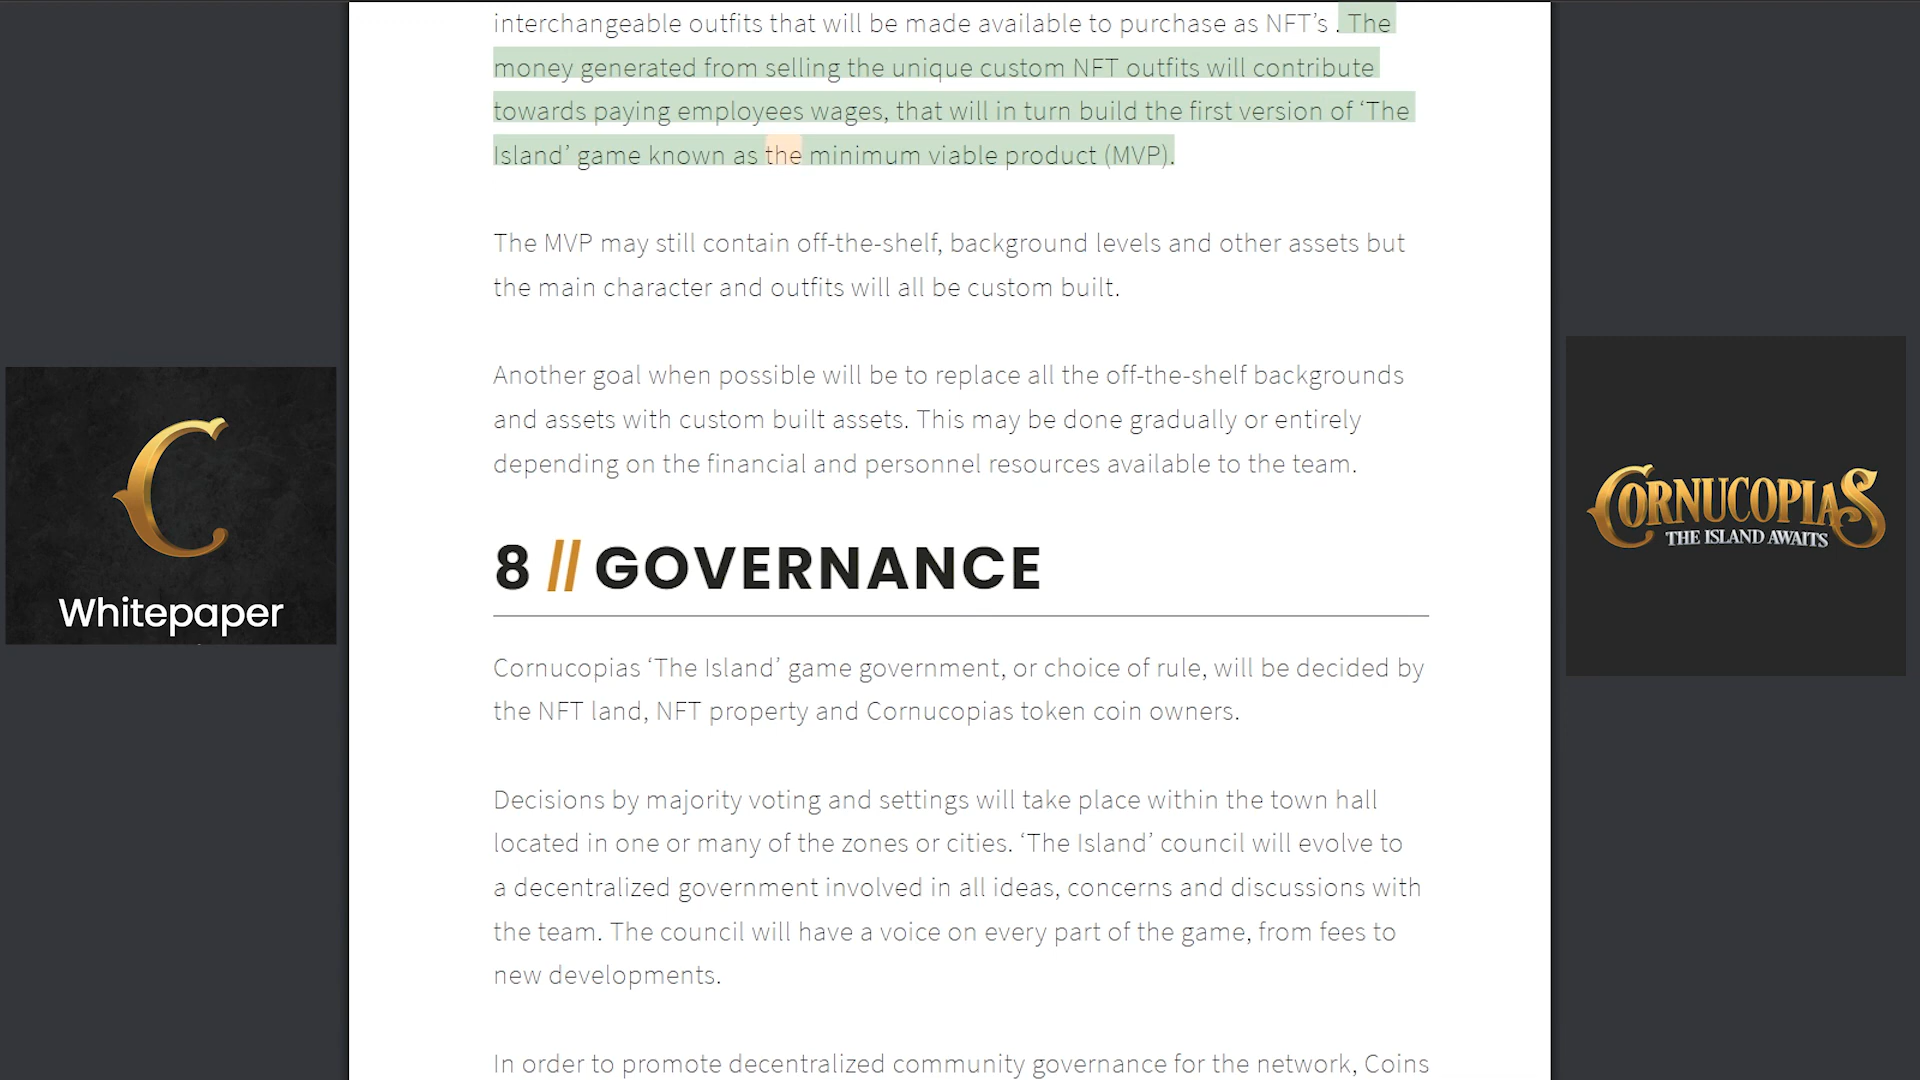 interchangeable outfits that will be made available to purchase as NFT’s . The
money generated from selling the unique custom NFT outfits will contribute
towards paying employees wages, that will in turn build the first version of ‘The
Island’ game known as the minimum viable product (MVP).
The MVP may still contain off-the-shelf, background levels and other assets but
the main character and outfits will all be custom built.
Another goal when possible will be to replace all the off-the-shelf backgrounds
and assets with custom built assets. This may be done gradually or entirely
depending on the financial and personnel resources available to the team.
8 // GOVERNANCE
Cornucopias ‘The Island’ game government, or choice of rule, will be decided by
the NFT land, NFT property and Cornucopias token coin owners.
Decisions by majority voting and settings will take place within the town hall
located in one or many of the zones or cities. ‘The Island’ council will evolve to
a decentralized government involved in all ideas, concerns and discussions with
the team. The council will have a voice on every part of the game, from fees to
new developments.
In order to promote decentralized community governance for the network, Coins
C
Whitepaper
CORNUCOPIAS
THE ISLAND AWAITS